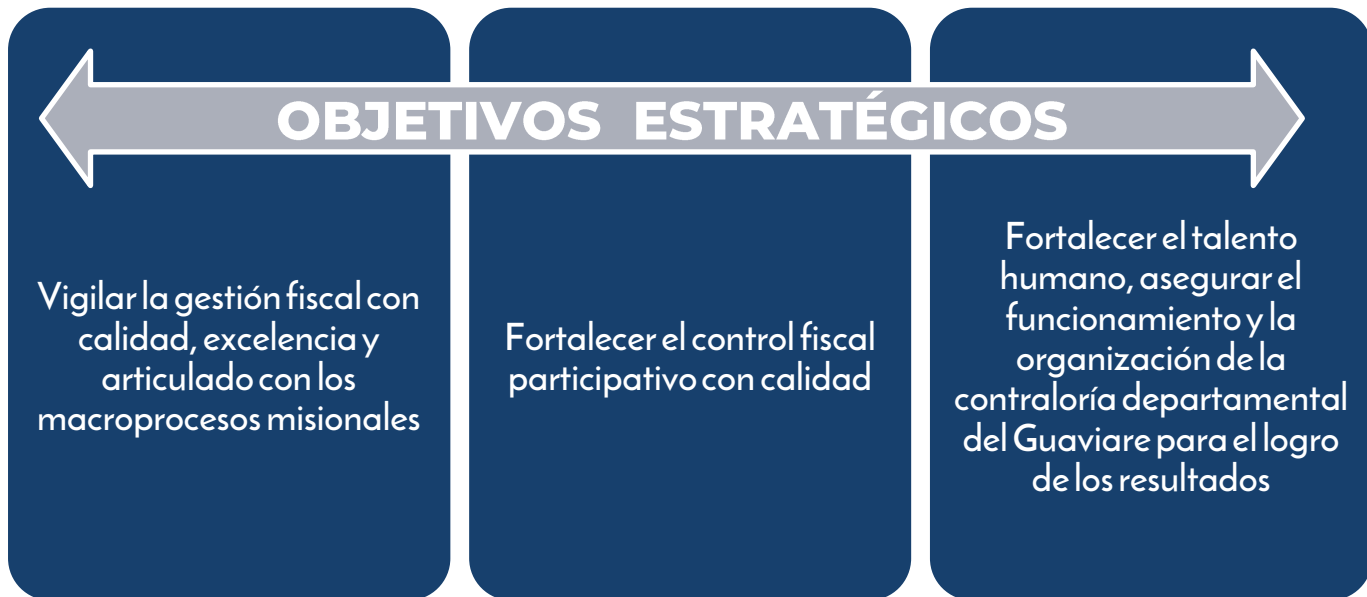 OBJETIVOS ESTRATÉGICOS
Vigilar la gestión fiscal con
calidad, excelencia y
articulado con los
macroprocesos misionales
Fortalecer el control fiscal
participativo con calidad
Fortalecer el talento
humano, asegurar el
funcionamiento y la
organización de la
contraloría departamental
del Guaviare para el logro
de los resultados